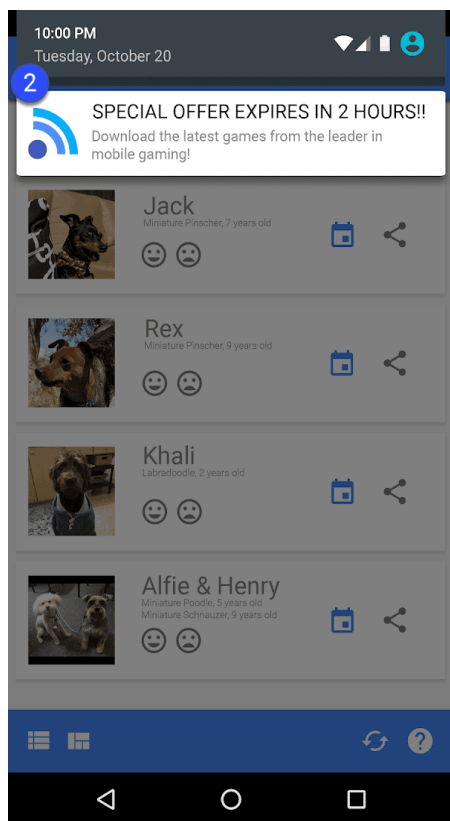 10:00 PM
Tuesday, October 20
2
SPECIAL OFFER EXPIRES IN 2 HOURS!!
Download the latest games from the leader in
mobile gaming!
Jack
Miniature Pinscher, 7 years old
Rex
Miniature Pinscher, 9 years old
Khali
Labradoodle, 2 years old
Alfie & Henry
Miniature Poodle, 5 years old
Miniature Schnauzer, 9 years old
?